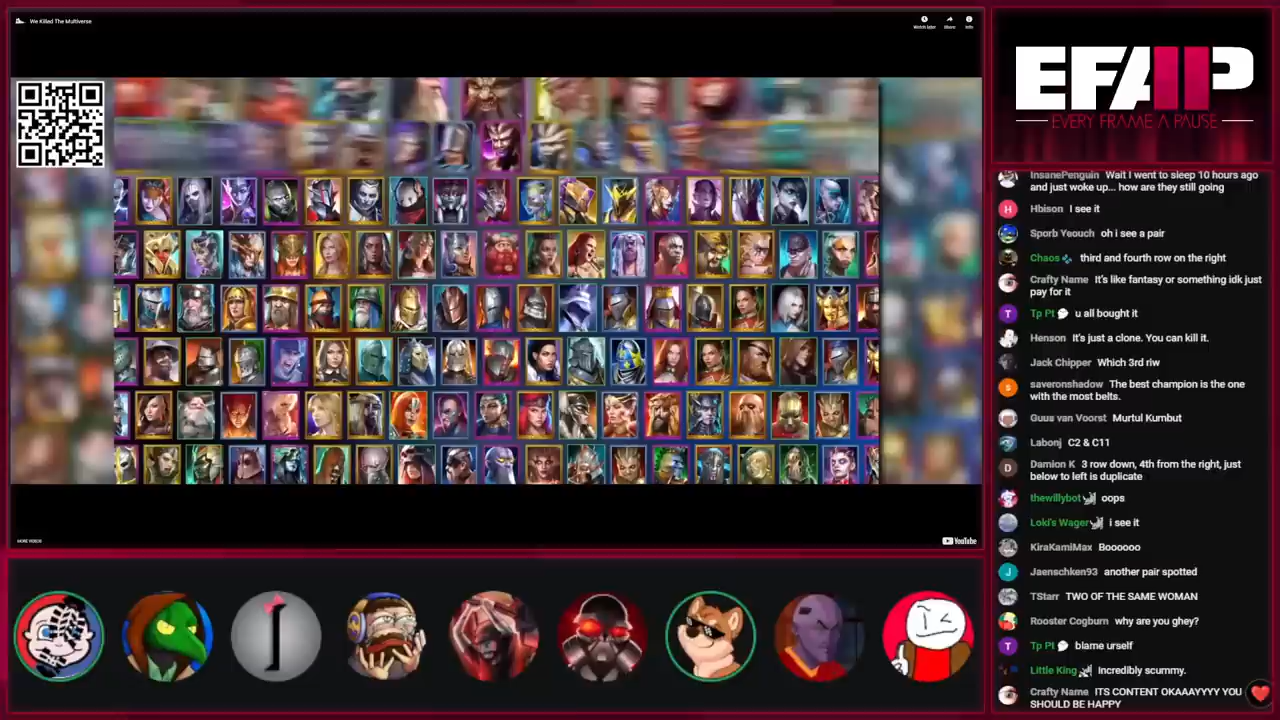 We Killed The Multiverse
Watch later
Share
Info
EFAP
EVERY FRAME A PAUSE
InsanePenguin Wait I went to sleep 10 hours ago
and just woke up... how are they still going
Hbison I see it
Sporb Yeouch oh i see a pair
Chaos third and fourth row on the right
Crafty Name It's like fantasy or something idk just
pay for it
Tp Pt u all bought it
Henson It's just a clone. You can kill it.
Jack Chipper Which 3rd riw
saveronshadow The best champion is the one
with the most belts.
Guus van Voorst Murtul Kumbut
Labonj C2 & C11
Damion K 3 row down, 4th from the right, just
below to left is duplicate
thewillybot oops
Loki's Wager i see it
KiraKamiMax Boooooo
Jaenschken93 another pair spotted
TStarr TWO OF THE SAME WOMAN
Rooster Cogburn why are you ghey?
Tp Pt blame urself
Little King Incredibly scummy.
Crafty Name ITS CONTENT OKAAAYYYY YOU
SHOULD BE HAPPY
MORE VIDEOS
YouTube